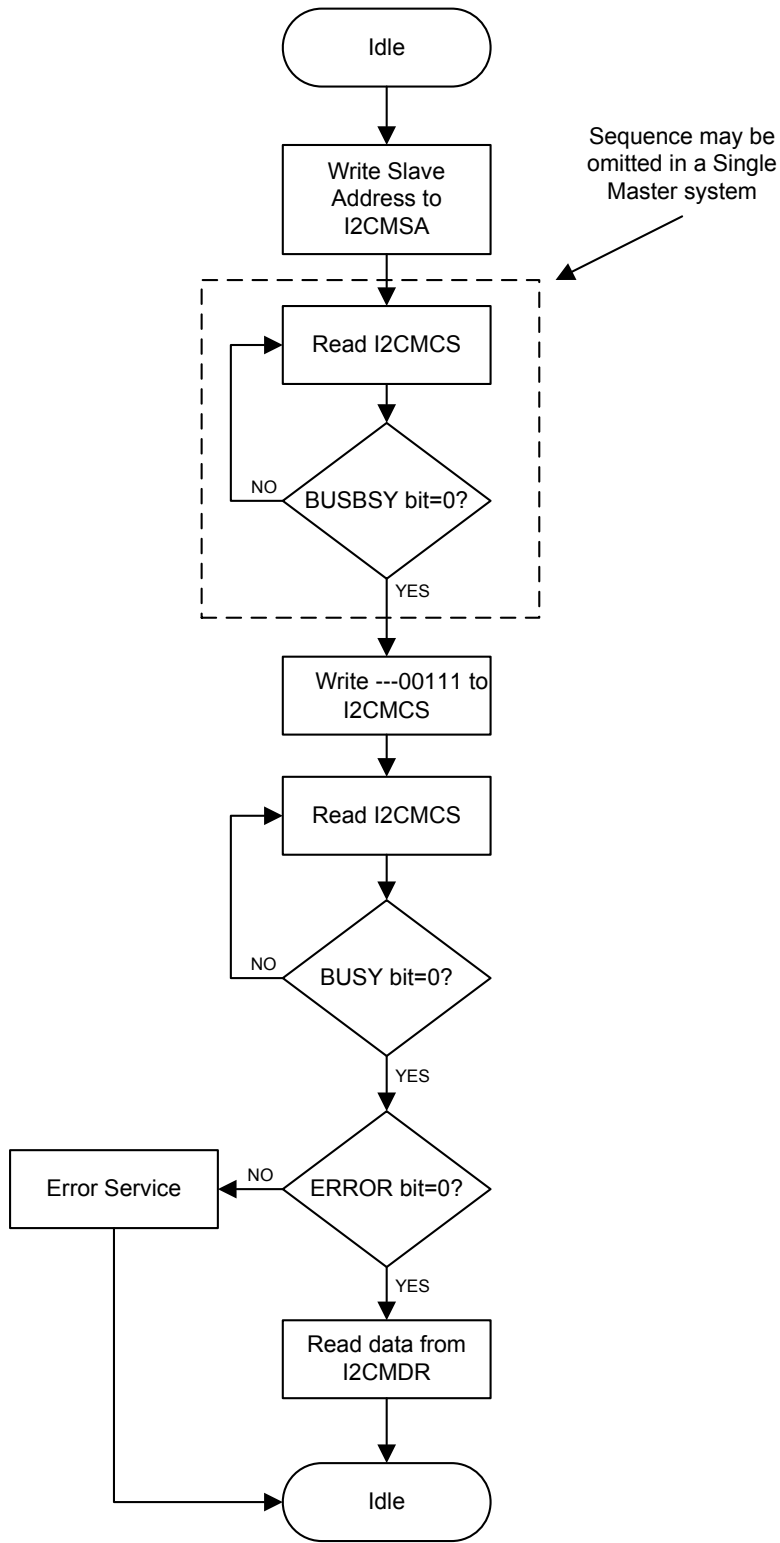 Idle
Write Slave
Address to
I2CMSA
Sequence may be
omitted in a Single
Master system
Read I2CMCS
NO
BUSBSY bit=0?
YES
Write ---00111 to
I2CMCS
Read I2CMCS
NO
BUSY bit=0?
YES
Error Service
NO
ERROR bit=0?
YES
Read data from
I2CMDR
Idle